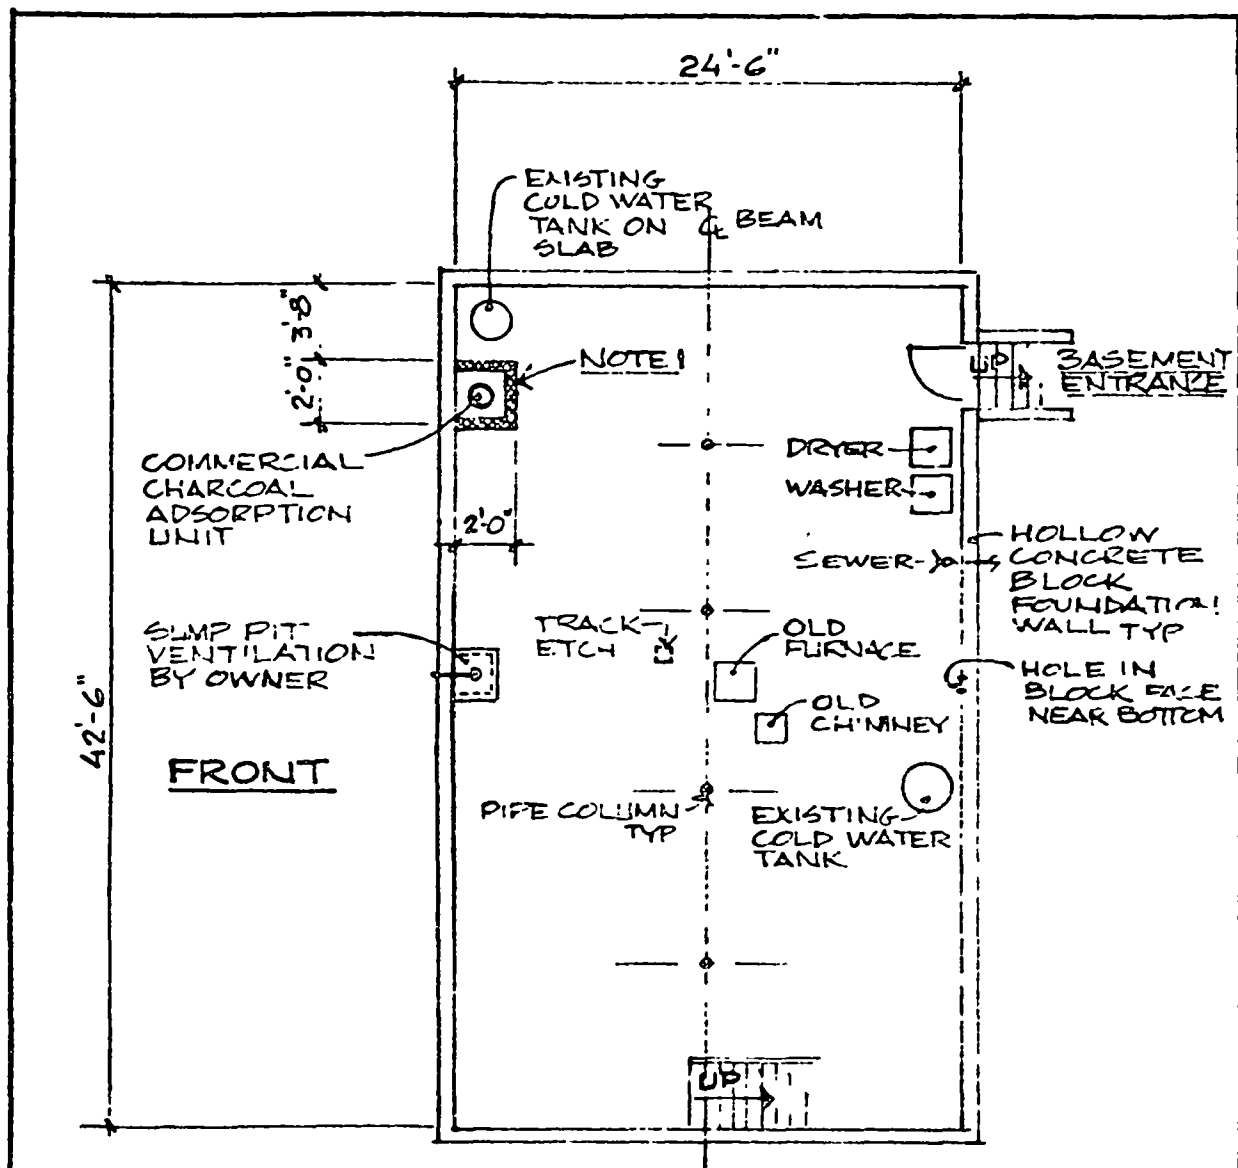 24'-6"
EXISTING
COLD WATER
TANK ON
SLAB
℄ BEAM
3'-8"
2'-0"
NOTE 1
UP
BASEMENT
ENTRANCE
COMMERCIAL
CHARCOAL
ADSORPTION
UNIT
DRYER
WASHER
2'-0"
SEWER
HOLLOW
CONCRETE
BLOCK
FOUNDATION
WALL TYP
SUMP PIT
VENTILATION
BY OWNER
TRACK
ETCH
OLD
FURNACE
HOLE IN
BLOCK FACE
NEAR BOTTOM
OLD
CHIMNEY
42'-6"
FRONT
PIPE COLUMN
TYP
EXISTING
COLD WATER
TANK
UP